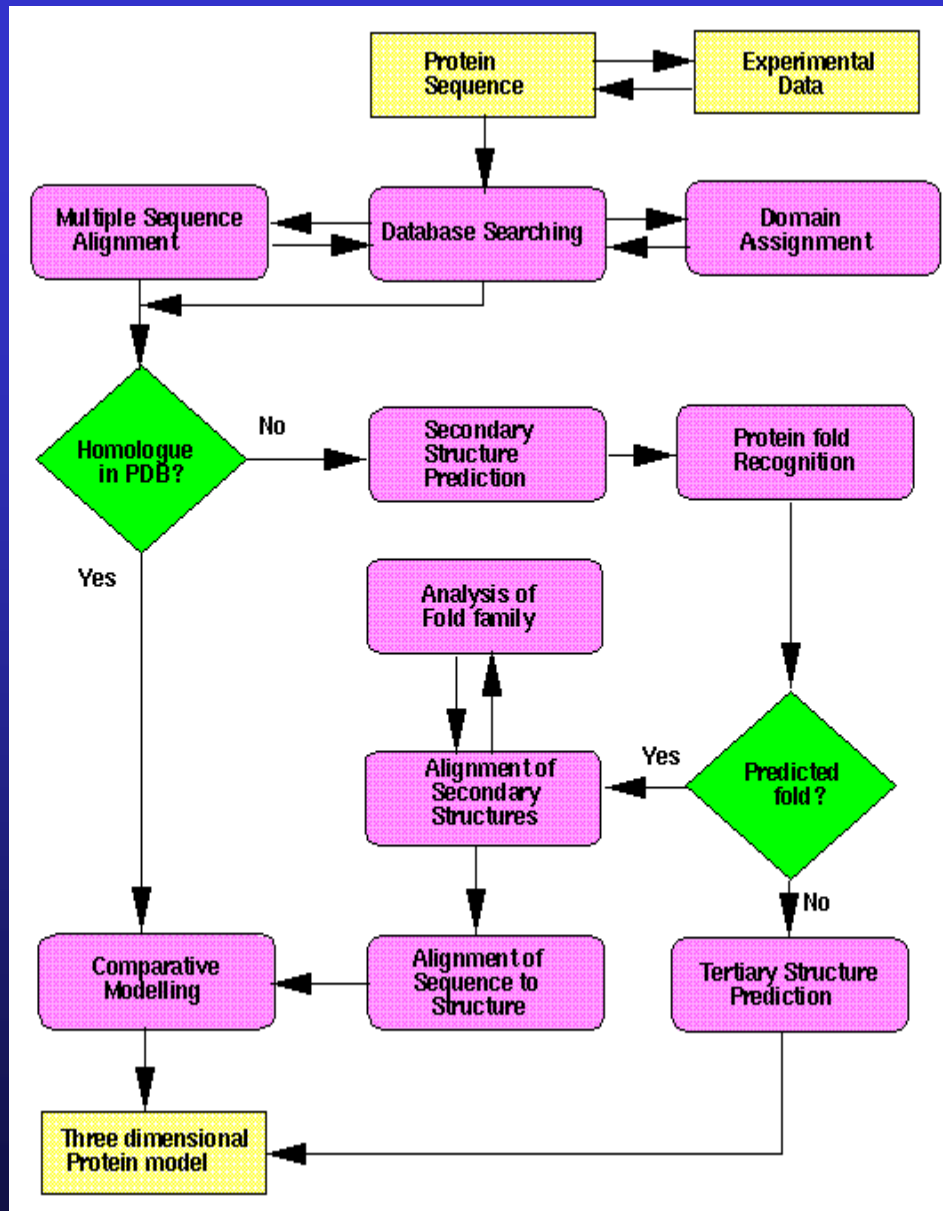 Protein
Sequence
Experimental
Data
Multiple Sequence
Alignment
Database Searching
Domain
Assignment
Homologue
in PDB?
No
Secondary
Structure
Prediction
Protein fold
Recognition
Yes
Analysis of
Fold family
Alignment of
Secondary
Structures
Yes
Predicted
fold?
No
Comparative
Modelling
Alignment of
Sequence to
Structure
Tertiary Structure
Prediction
Three dimensional
Protein model